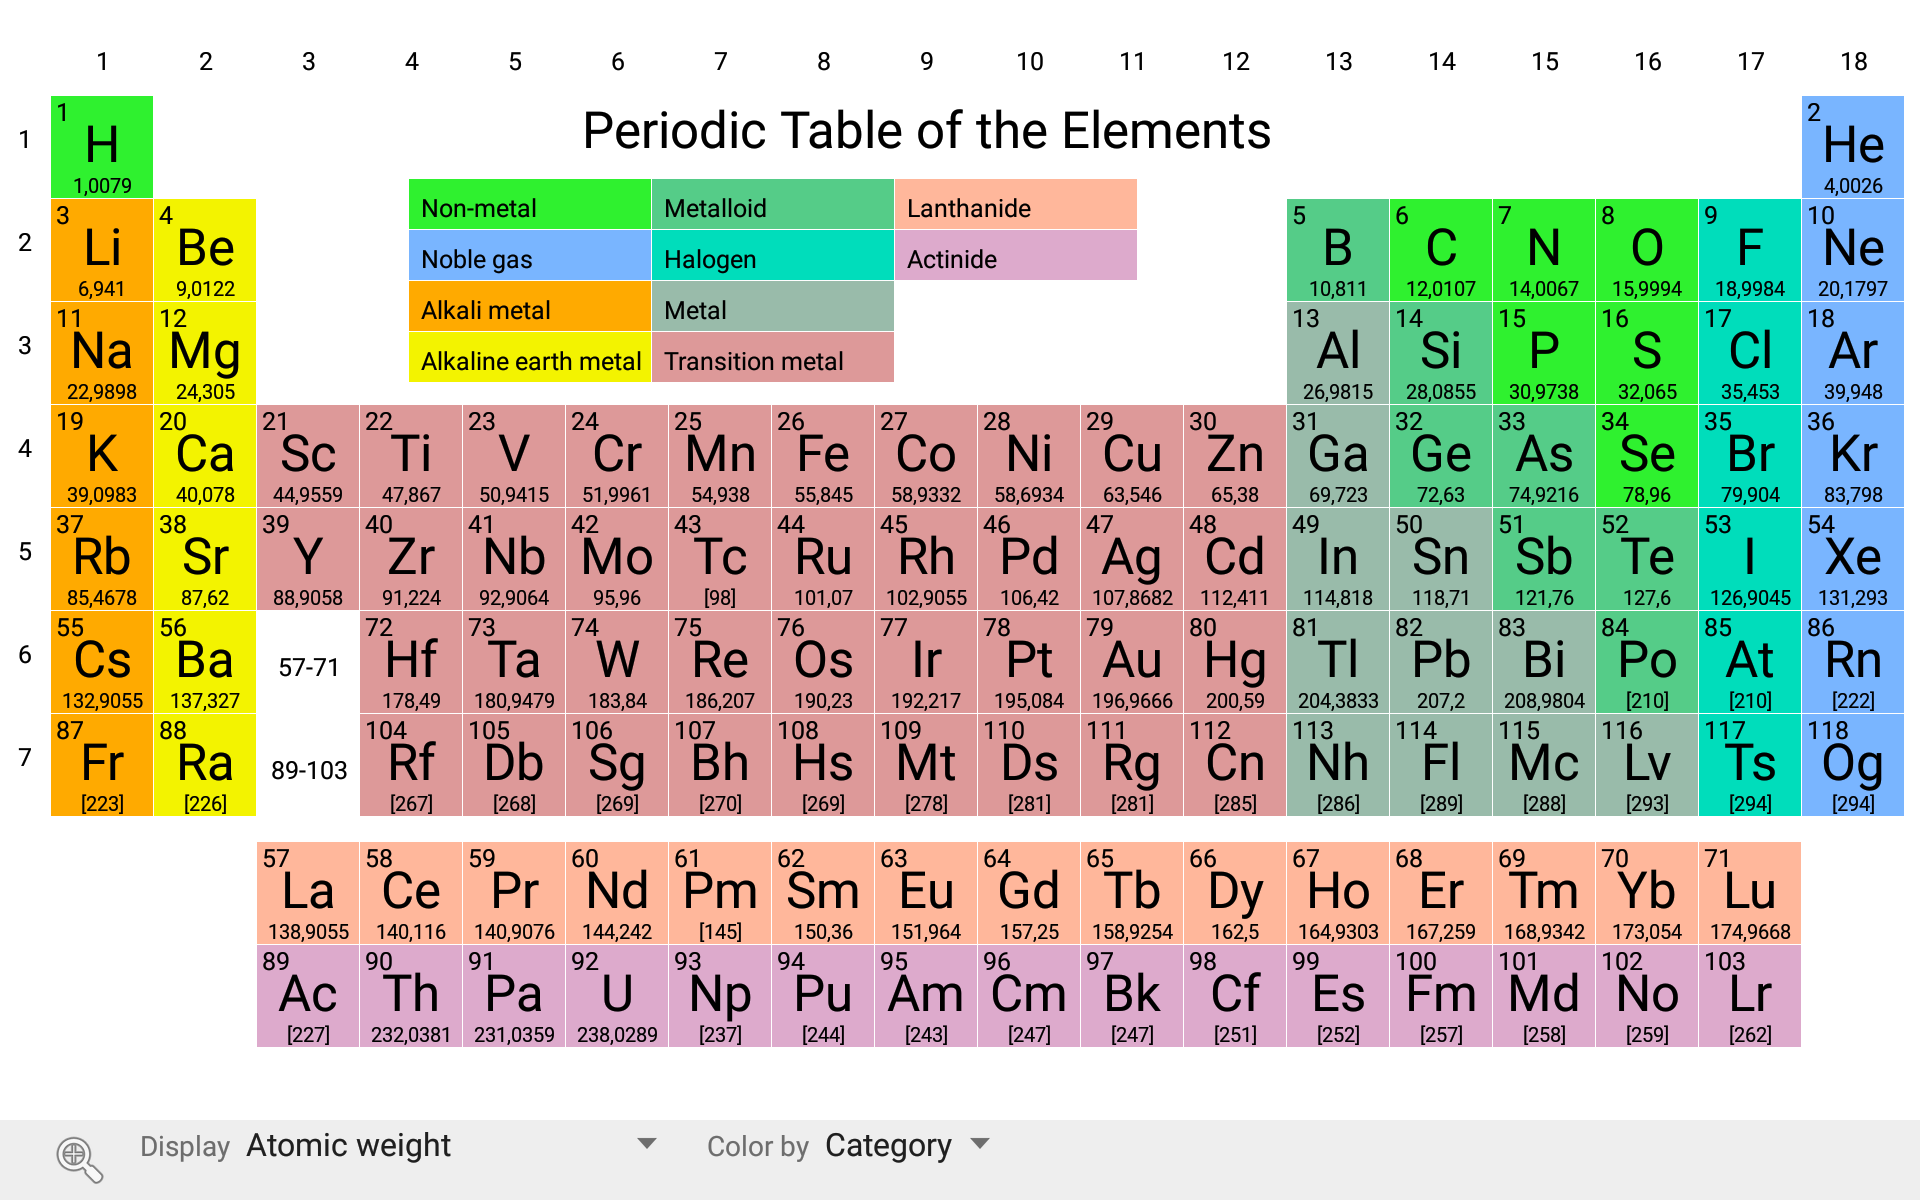 1 2 3 4 5 6 7 8 9 10 11 12 13 14 15 16 17 18
Periodic Table of the Elements
1
1 2
H He
1,0079 4,0026
Non-metal Metalloid Lanthanide
Noble gas Halogen Actinide
Alkali metal Metal
Alkaline earth metal Transition metal
2
3 4 5 6 7 8 9 10
Li Be B C N O F Ne
6,941 9,0122 10,811 12,0107 14,0067 15,9994 18,9984 20,1797
3
11 12 13 14 15 16 17 18
Na Mg Al Si P S Cl Ar
22,9898 24,305 26,9815 28,0855 30,9738 32,065 35,453 39,948
4
19 20 21 22 23 24 25 26 27 28 29 30 31 32 33 34 35 36
K Ca Sc Ti V Cr Mn Fe Co Ni Cu Zn Ga Ge As Se Br Kr
39,0983 40,078 44,9559 47,867 50,9415 51,9961 54,938 55,845 58,9332 58,6934 63,546 65,38 69,723 72,63 74,9216 78,96 79,904 83,798
5
37 38 39 40 41 42 43 44 45 46 47 48 49 50 51 52 53 54
Rb Sr Y Zr Nb Mo Tc Ru Rh Pd Ag Cd In Sn Sb Te I Xe
85,4678 87,62 88,9058 91,224 92,9064 95,96 [98] 101,07 102,9055 106,42 107,8682 112,411 114,818 118,71 121,76 127,6 126,9045 131,293
6
55 56 72 73 74 75 76 77 78 79 80 81 82 83 84 85 86
Cs Ba 57-71 Hf Ta W Re Os Ir Pt Au Hg Tl Pb Bi Po At Rn
132,9055 137,327 178,49 180,9479 183,84 186,207 190,23 192,217 195,084 196,9666 200,59 204,3833 207,2 208,9804 [210] [210] [222]
7
87 88 104 105 106 107 108 109 110 111 112 113 114 115 116 117 118
Fr Ra 89-103 Rf Db Sg Bh Hs Mt Ds Rg Cn Nh Fl Mc Lv Ts Og
[223] [226] [267] [268] [269] [270] [269] [278] [281] [281] [285] [286] [289] [288] [293] [294] [294]
57 58 59 60 61 62 63 64 65 66 67 68 69 70 71
La Ce Pr Nd Pm Sm Eu Gd Tb Dy Ho Er Tm Yb Lu
138,9055 140,116 140,9076 144,242 [145] 150,36 151,964 157,25 158,9254 162,5 164,9303 167,259 168,9342 173,054 174,9668
89 90 91 92 93 94 95 96 97 98 99 100 101 102 103
Ac Th Pa U Np Pu Am Cm Bk Cf Es Fm Md No Lr
[227] 232,0381 231,0359 238,0289 [237] [244] [243] [247] [247] [251] [252] [257] [258] [259] [262]
Display Atomic weight Color by Category